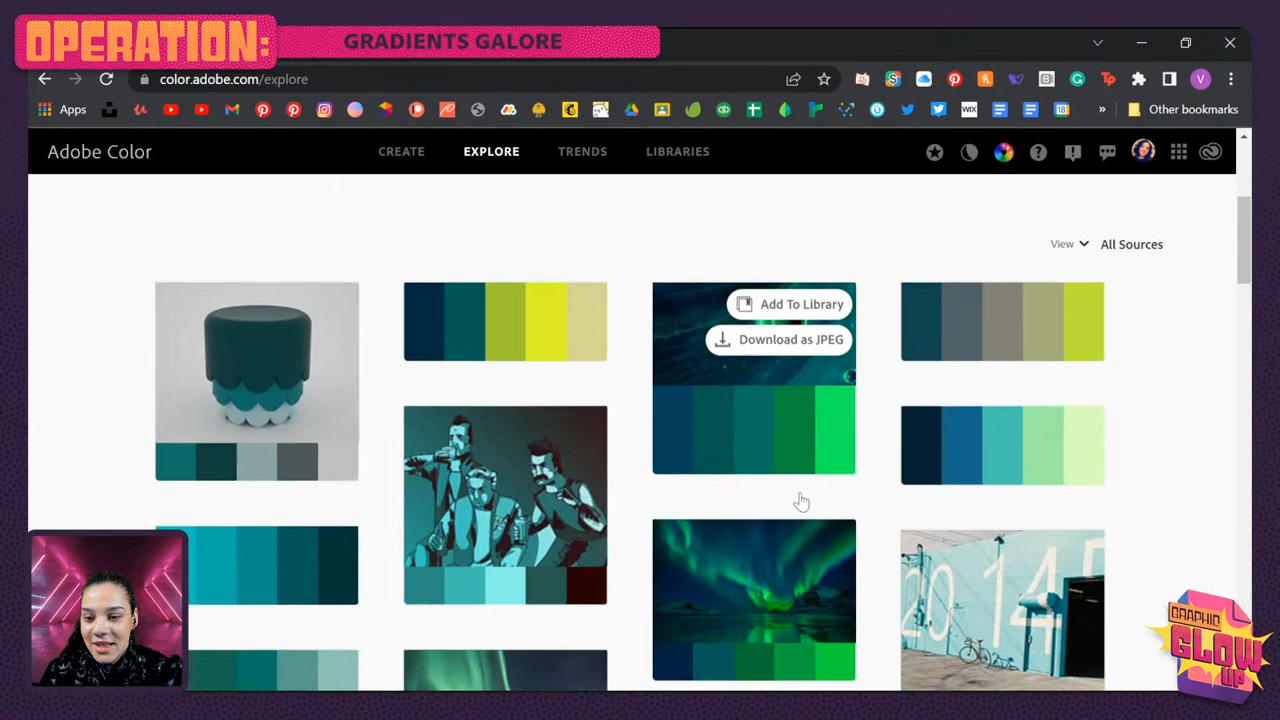 OPERATION:
GRADIENTS GALORE
color.adobe.com/explore
Apps
Other bookmarks
Adobe Color
CREATE
EXPLORE
TRENDS
LIBRARIES
View
All Sources
Add To Library
Download as JPEG
2014
GRAPHIC
GLOW
UP